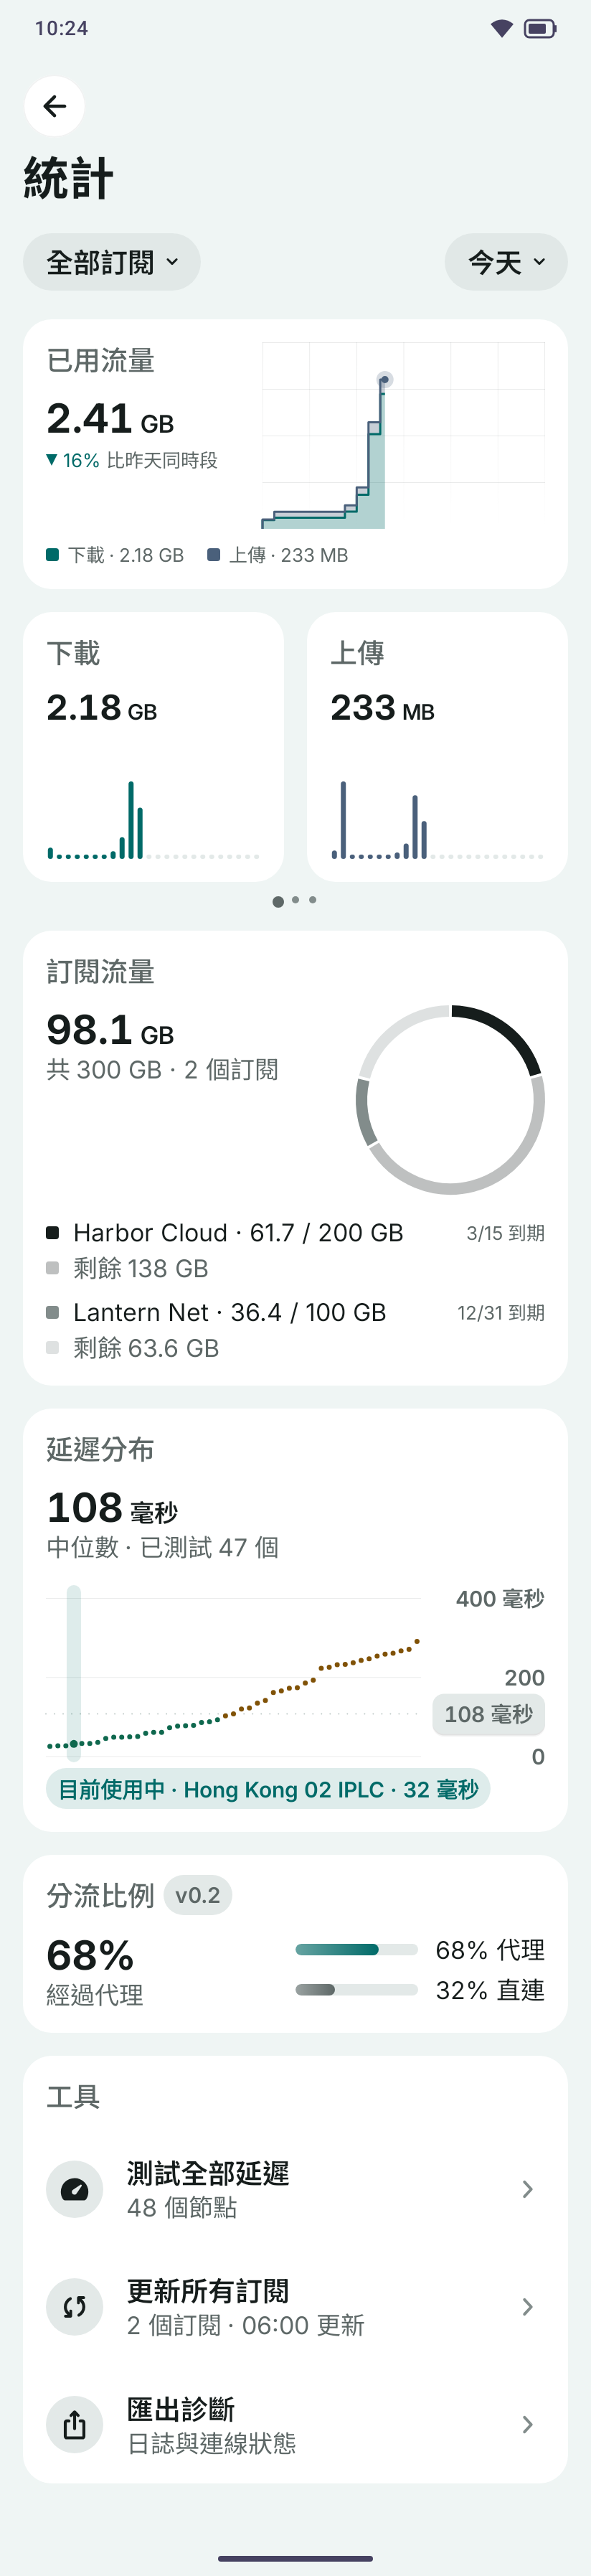 10:24
統計
全部訂閱
今天
已用流量
2.41 GB
▼ 16% 比昨天同時段
下載 · 2.18 GB 上傳 · 233 MB
下載
2.18 GB
上傳
233 MB
訂閱流量
98.1 GB
共 300 GB · 2 個訂閱
Harbor Cloud · 61.7 / 200 GB 3/15 到期
剩餘 138 GB
Lantern Net · 36.4 / 100 GB 12/31 到期
剩餘 63.6 GB
延遲分布
108 毫秒
中位數 · 已測試 47 個
400 毫秒
200
108 毫秒
0
目前使用中 · Hong Kong 02 IPLC · 32 毫秒
分流比例 v0.2
68%
經過代理
68% 代理
32% 直連
工具
測試全部延遲
48 個節點
更新所有訂閱
2 個訂閱 · 06:00 更新
匯出診斷
日誌與連線狀態